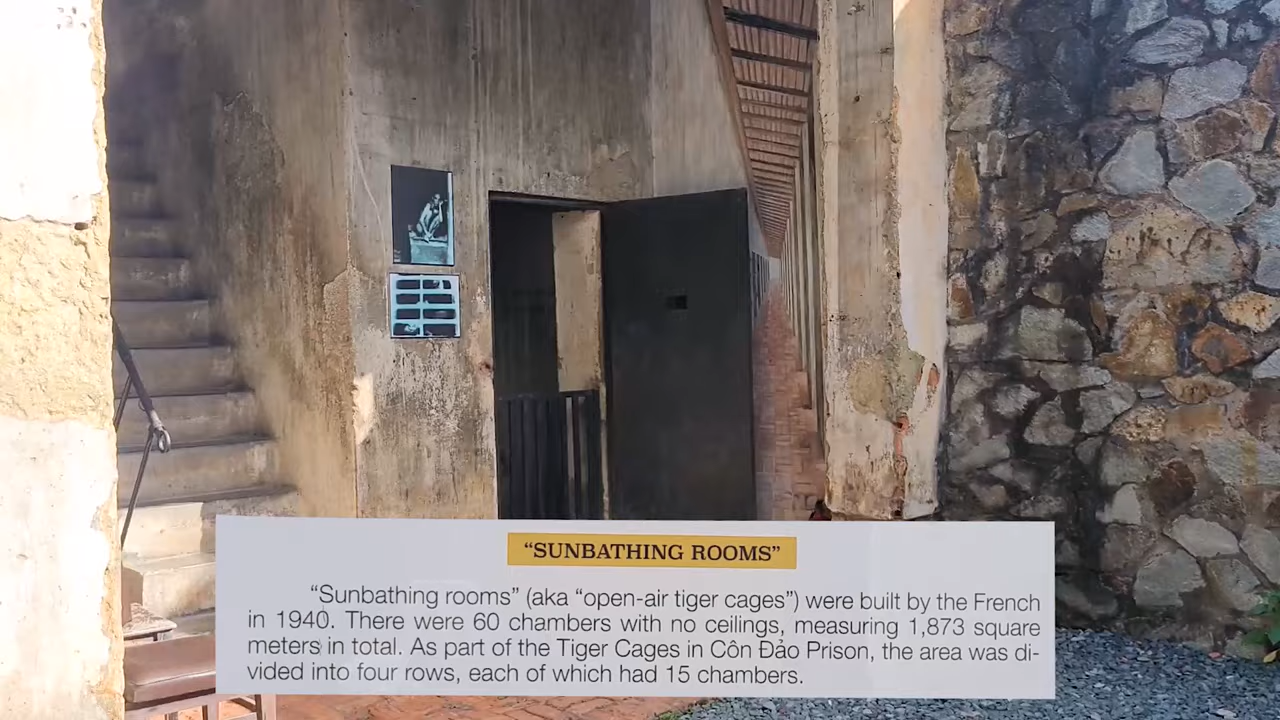 “SUNBATHING ROOMS”
“Sunbathing rooms” (aka “open-air tiger cages”) were built by the French
in 1940. There were 60 chambers with no ceilings, measuring 1,873 square
meters in total. As part of the Tiger Cages in Côn Đảo Prison, the area was di-
vided into four rows, each of which had 15 chambers.